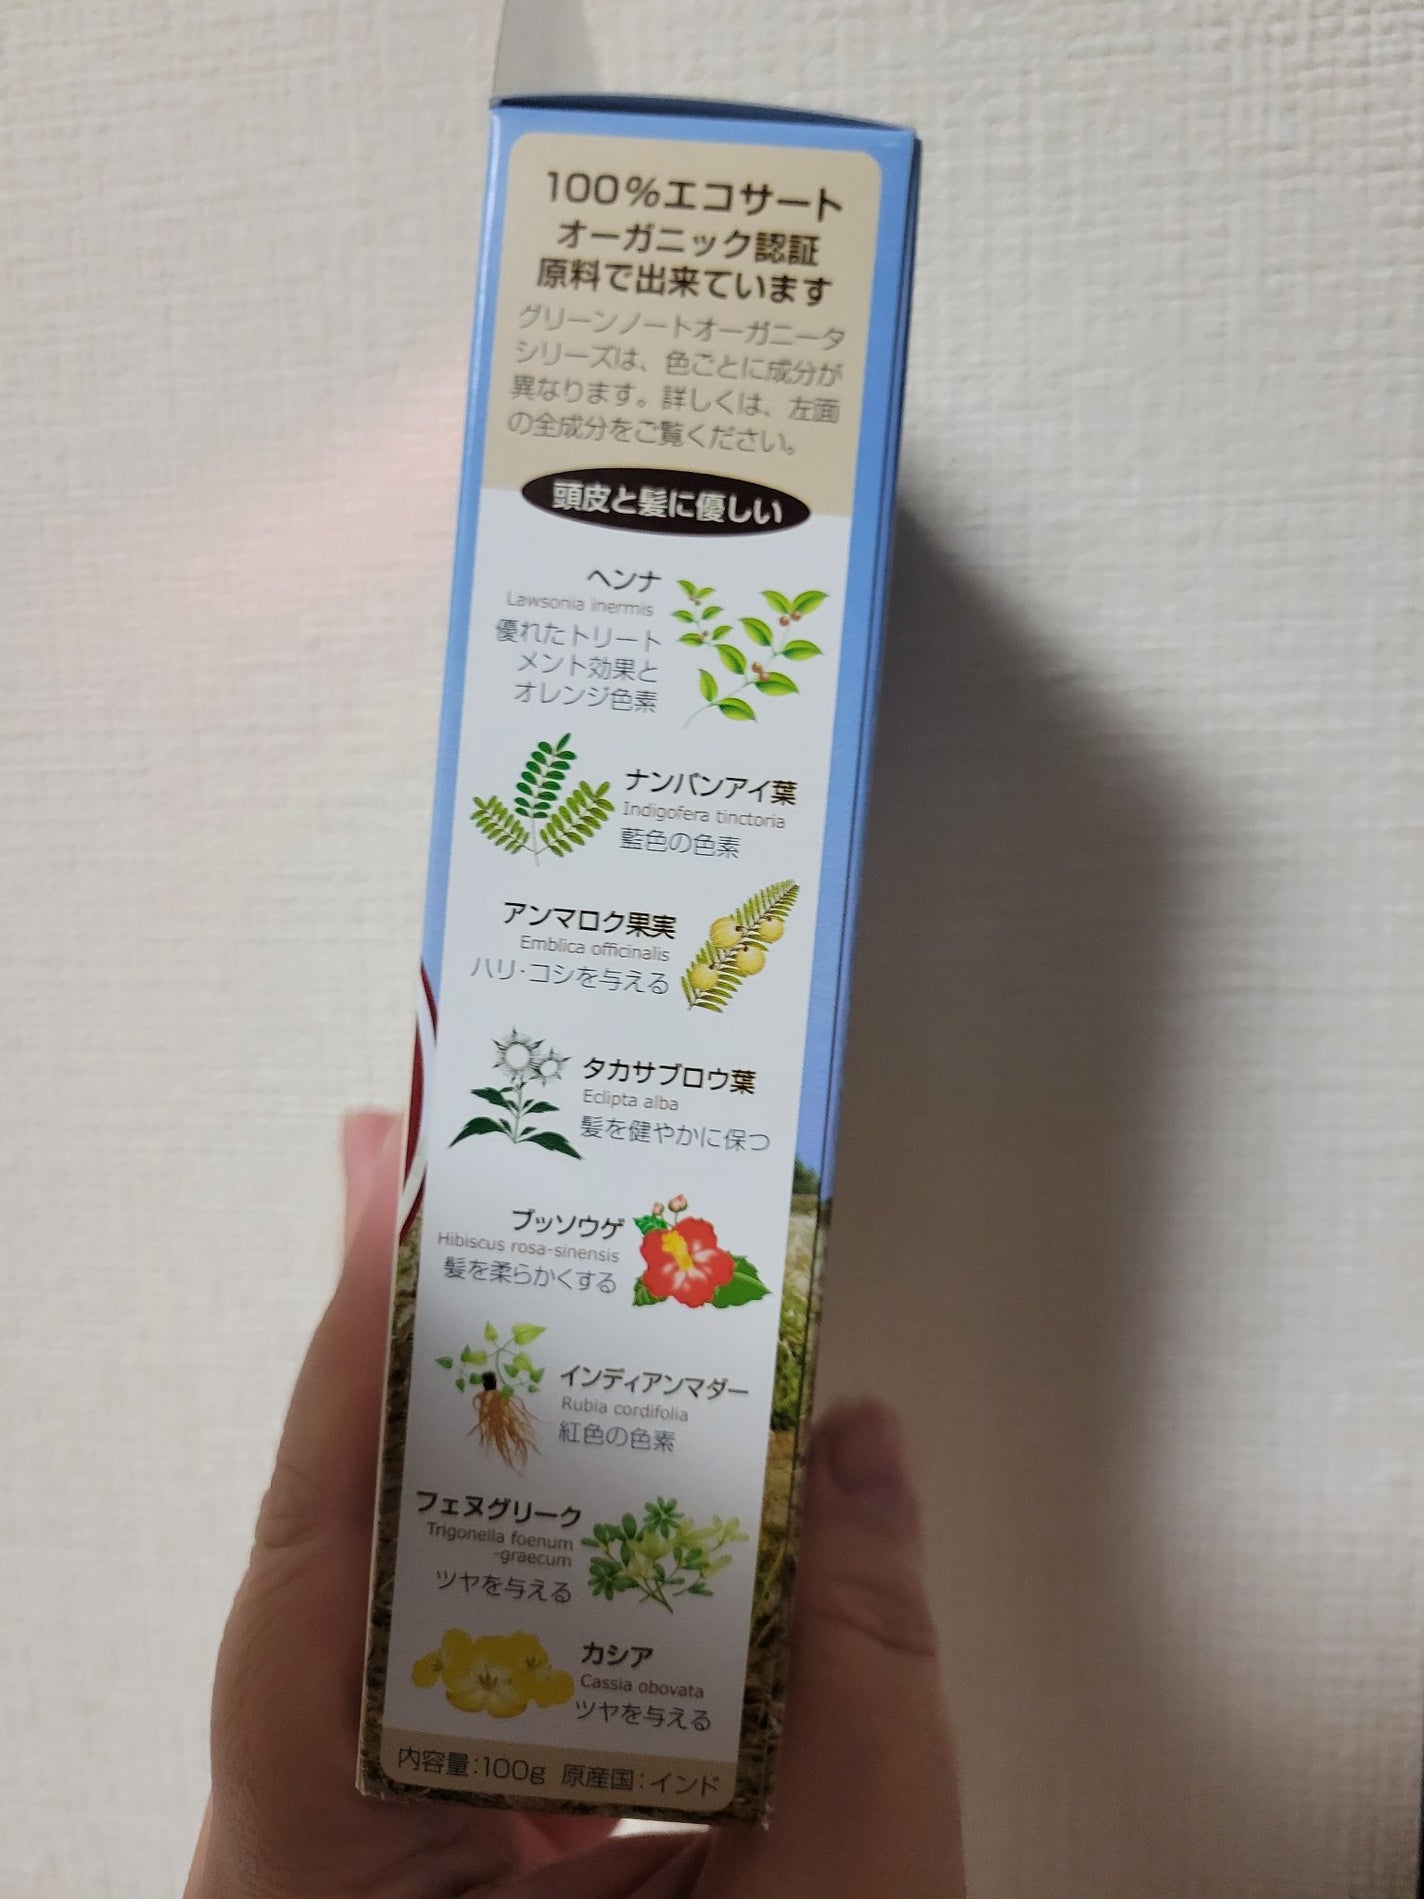 100%エコサート
オーガニック認証
原料で出来ています
グリーンノートオーガニータ
シリーズは、色ごとに成分が
異なります。詳しくは、左面
の全成分をご覧ください。
頭皮と髪に優しい
ヘンナ
Lawsonia inermis
優れたトリート
メント効果と
オレンジ色素
ナンバンアイ葉
Indigofera tinctoria
藍色の色素
アンマロク果実
Emblica officinalis
ハリ･コシを与える
タカサブロウ葉
Eclipta alba
髪を健やかに保つ
ブッソウゲ
Hibiscus rosa-sinensis
髪を柔らかくする
インディアンマダー
Rubia cordifolia
紅色の色素
フェヌグリーク
Trigonella foenum
-graecum
ツヤを与える
カシア
Cassia obovata
ツヤを与える
内容量:100g 原産国:インド